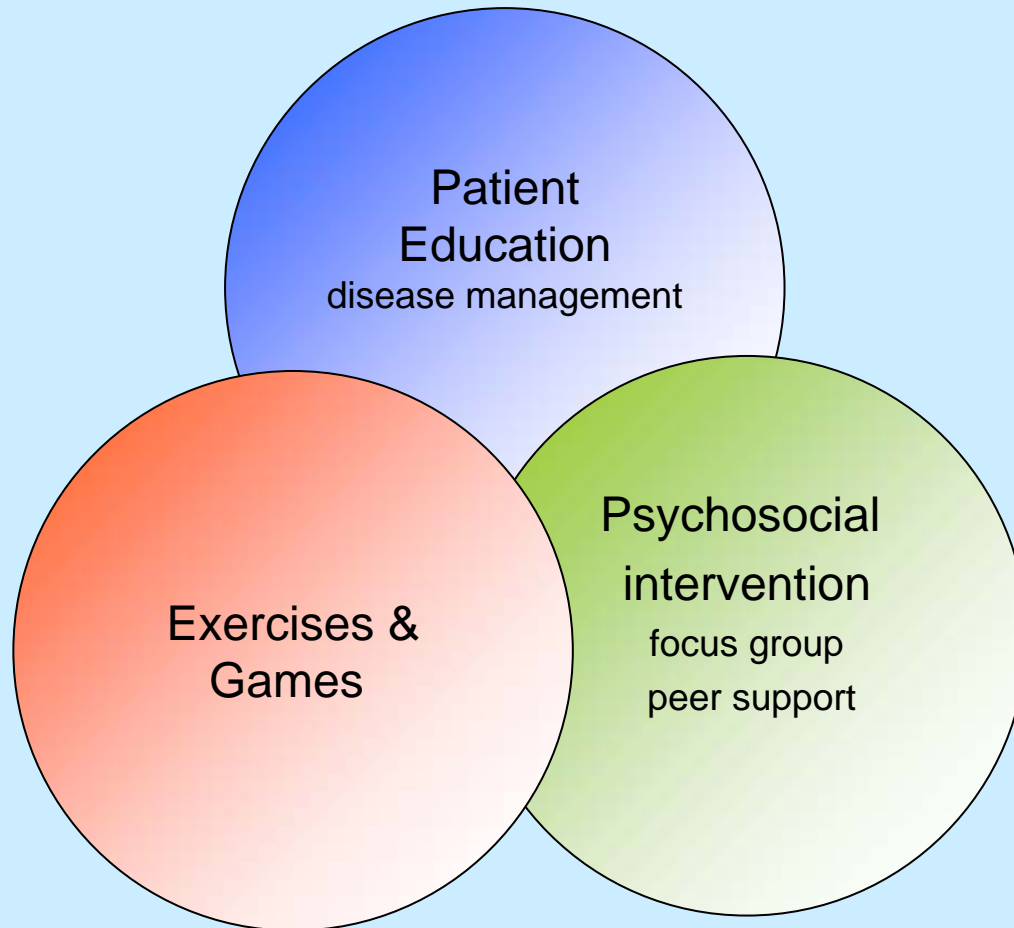 Patient
Education
disease management
Psychosocial
intervention
focus group
peer support
Exercises &
Games